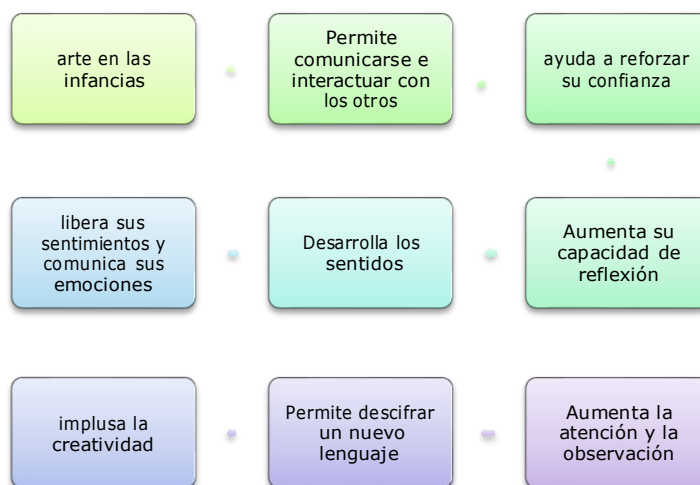 arte en las
infancias
Permite
comunicarse e
interactuar con
los otros
ayuda a reforzar
su confianza
Aumenta su
capacidad de
reflexión
Desarrolla los
sentidos
libera sus
sentimientos y
comunica sus
emociones
implusa la
creatividad
Permite descifrar
un nuevo
lenguaje
Aumenta la
atención y la
observación